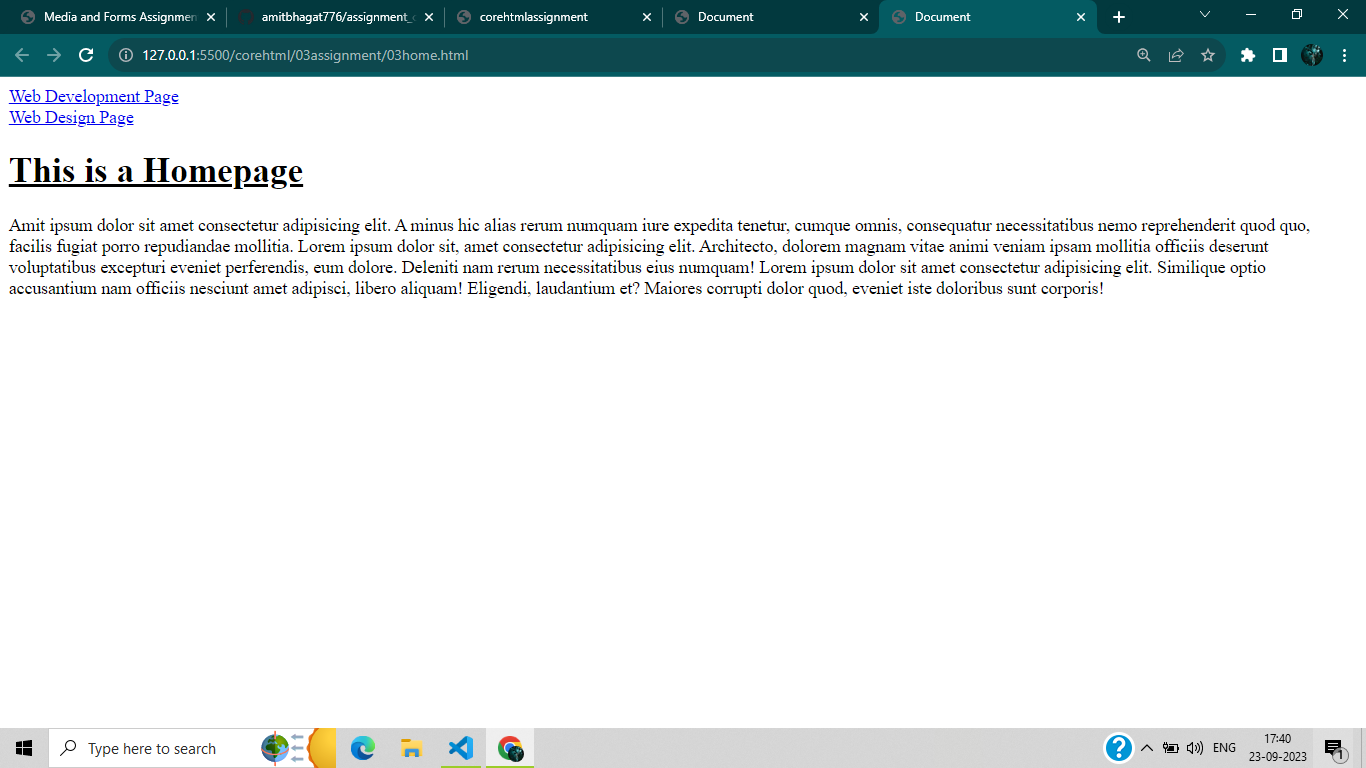 Media and Forms Assignmen
amitbhagat776/assignment_c
corehtmlassignment
Document
Document
127.0.0.1:5500/corehtml/03assignment/03home.html
Web Development Page
Web Design Page
This is a Homepage
Amit ipsum dolor sit amet consectetur adipisicing elit. A minus hic alias rerum numquam iure expedita tenetur, cumque omnis, consequatur necessitatibus nemo reprehenderit quod quo,
facilis fugiat porro repudiandae mollitia. Lorem ipsum dolor sit, amet consectetur adipisicing elit. Architecto, dolorem magnam vitae animi veniam ipsam mollitia officiis deserunt
voluptatibus excepturi eveniet perferendis, eum dolore. Deleniti nam rerum necessitatibus eius numquam! Lorem ipsum dolor sit amet consectetur adipisicing elit. Similique optio
accusantium nam officiis nesciunt amet adipisci, libero aliquam! Eligendi, laudantium et? Maiores corrupti dolor quod, eveniet iste doloribus sunt corporis!
Type here to search
ENG
17:40
23-09-2023
1